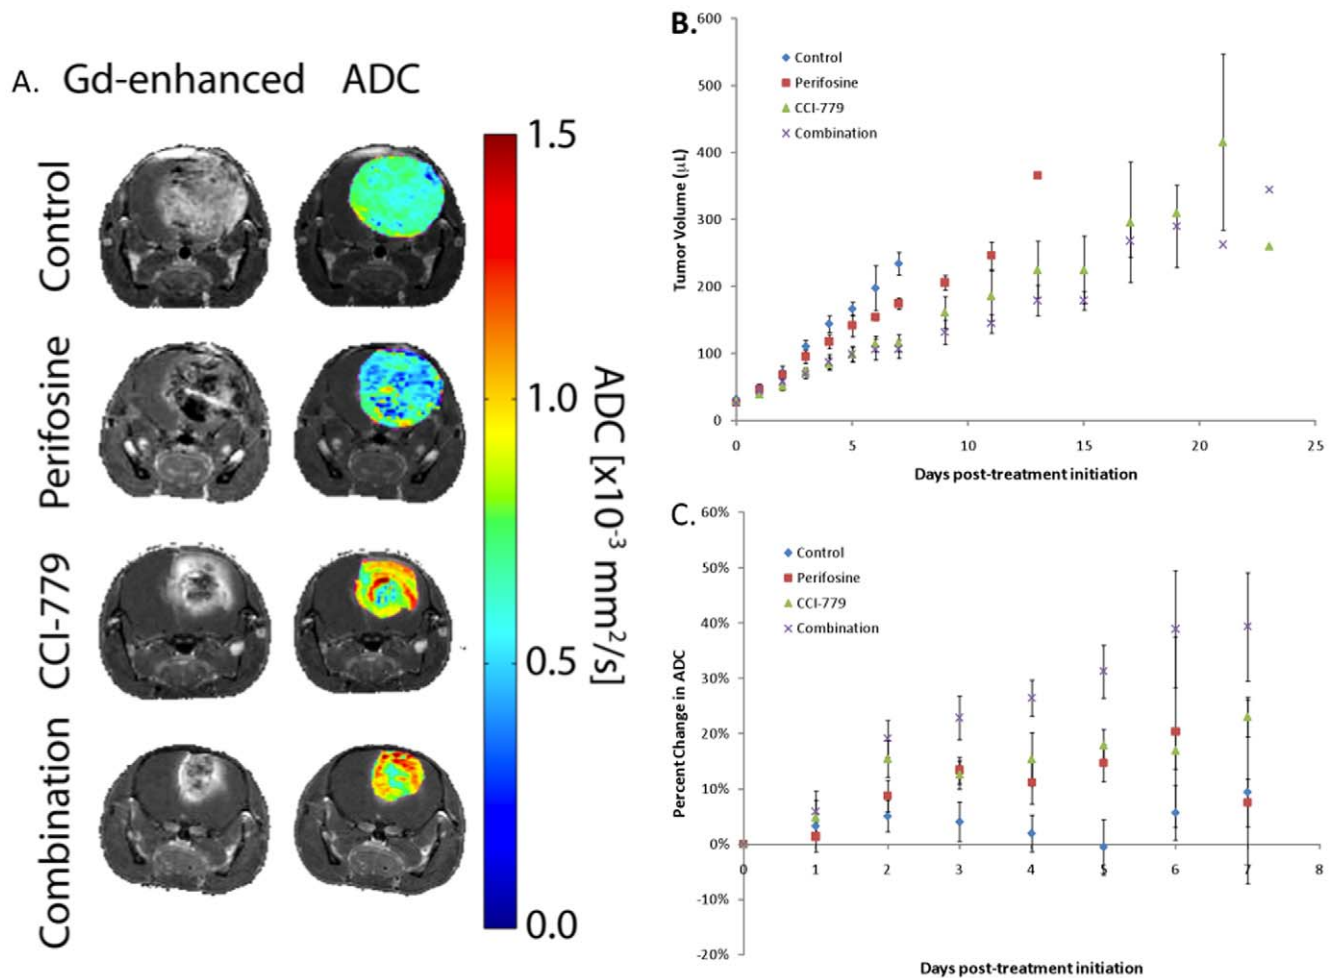 A. Gd-enhanced ADC
Control
Perifosine
CCI-779
Combination
1.5
1.0
0.5
0.0
ADC [x10⁻³ mm²/s]
B.
600
500
400
300
200
100
0
Tumor Volume (μL)
Control
Perifosine
CCI-779
Combination
0 5 10 15 20 25
Days post-treatment initiation
C.
60%
50%
40%
30%
20%
10%
0%
-10%
-20%
Percent Change in ADC
Control
Perifosine
CCI-779
Combination
0 1 2 3 4 5 6 7 8
Days post-treatment initiation